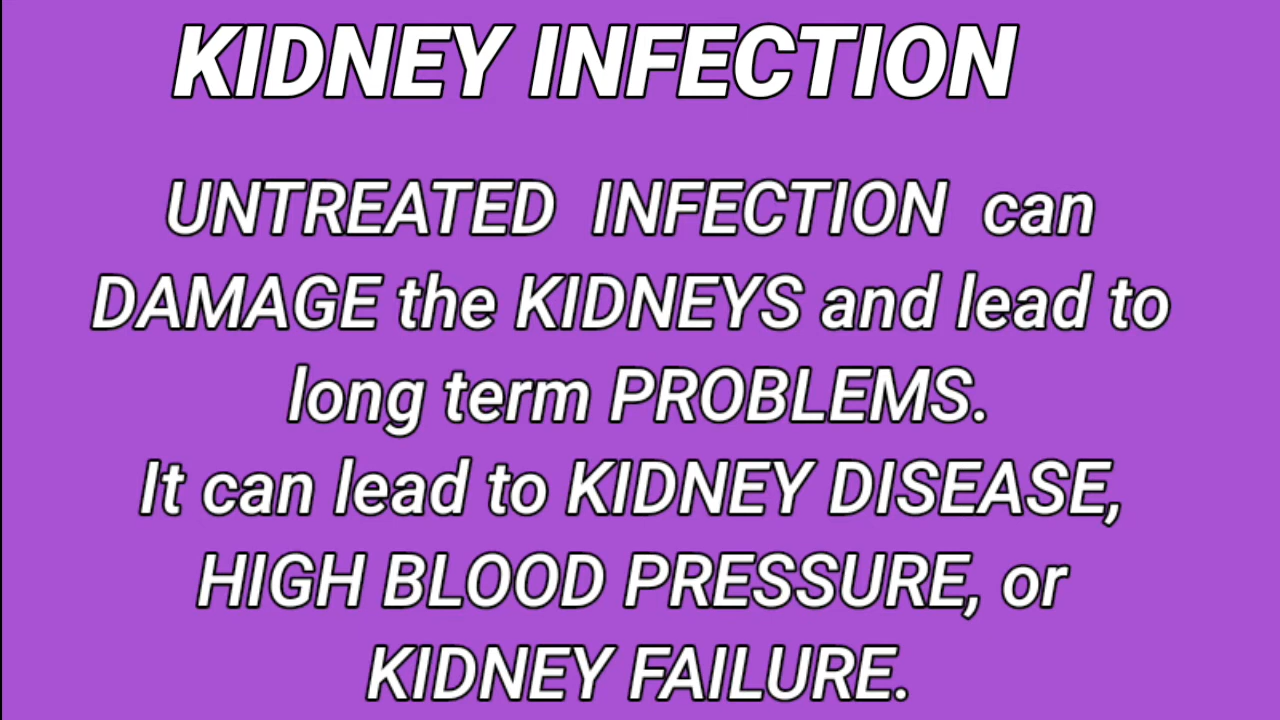 KIDNEY INFECTION
UNTREATED INFECTION can
DAMAGE the KIDNEYS and lead to
long term PROBLEMS.
It can lead to KIDNEY DISEASE,
HIGH BLOOD PRESSURE, or
KIDNEY FAILURE.